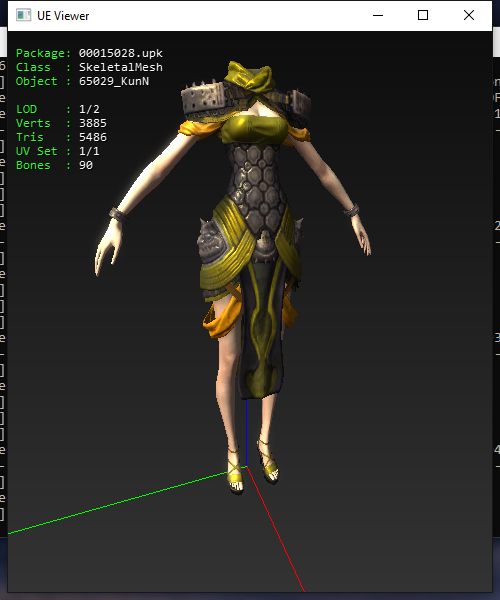 UE Viewer
Package: 00015028.upk
Class  : SkeletalMesh
Object : 65029_KunN
LOD    : 1/2
Verts  : 3885
Tris   : 5486
UV Set : 1/1
Bones  : 90